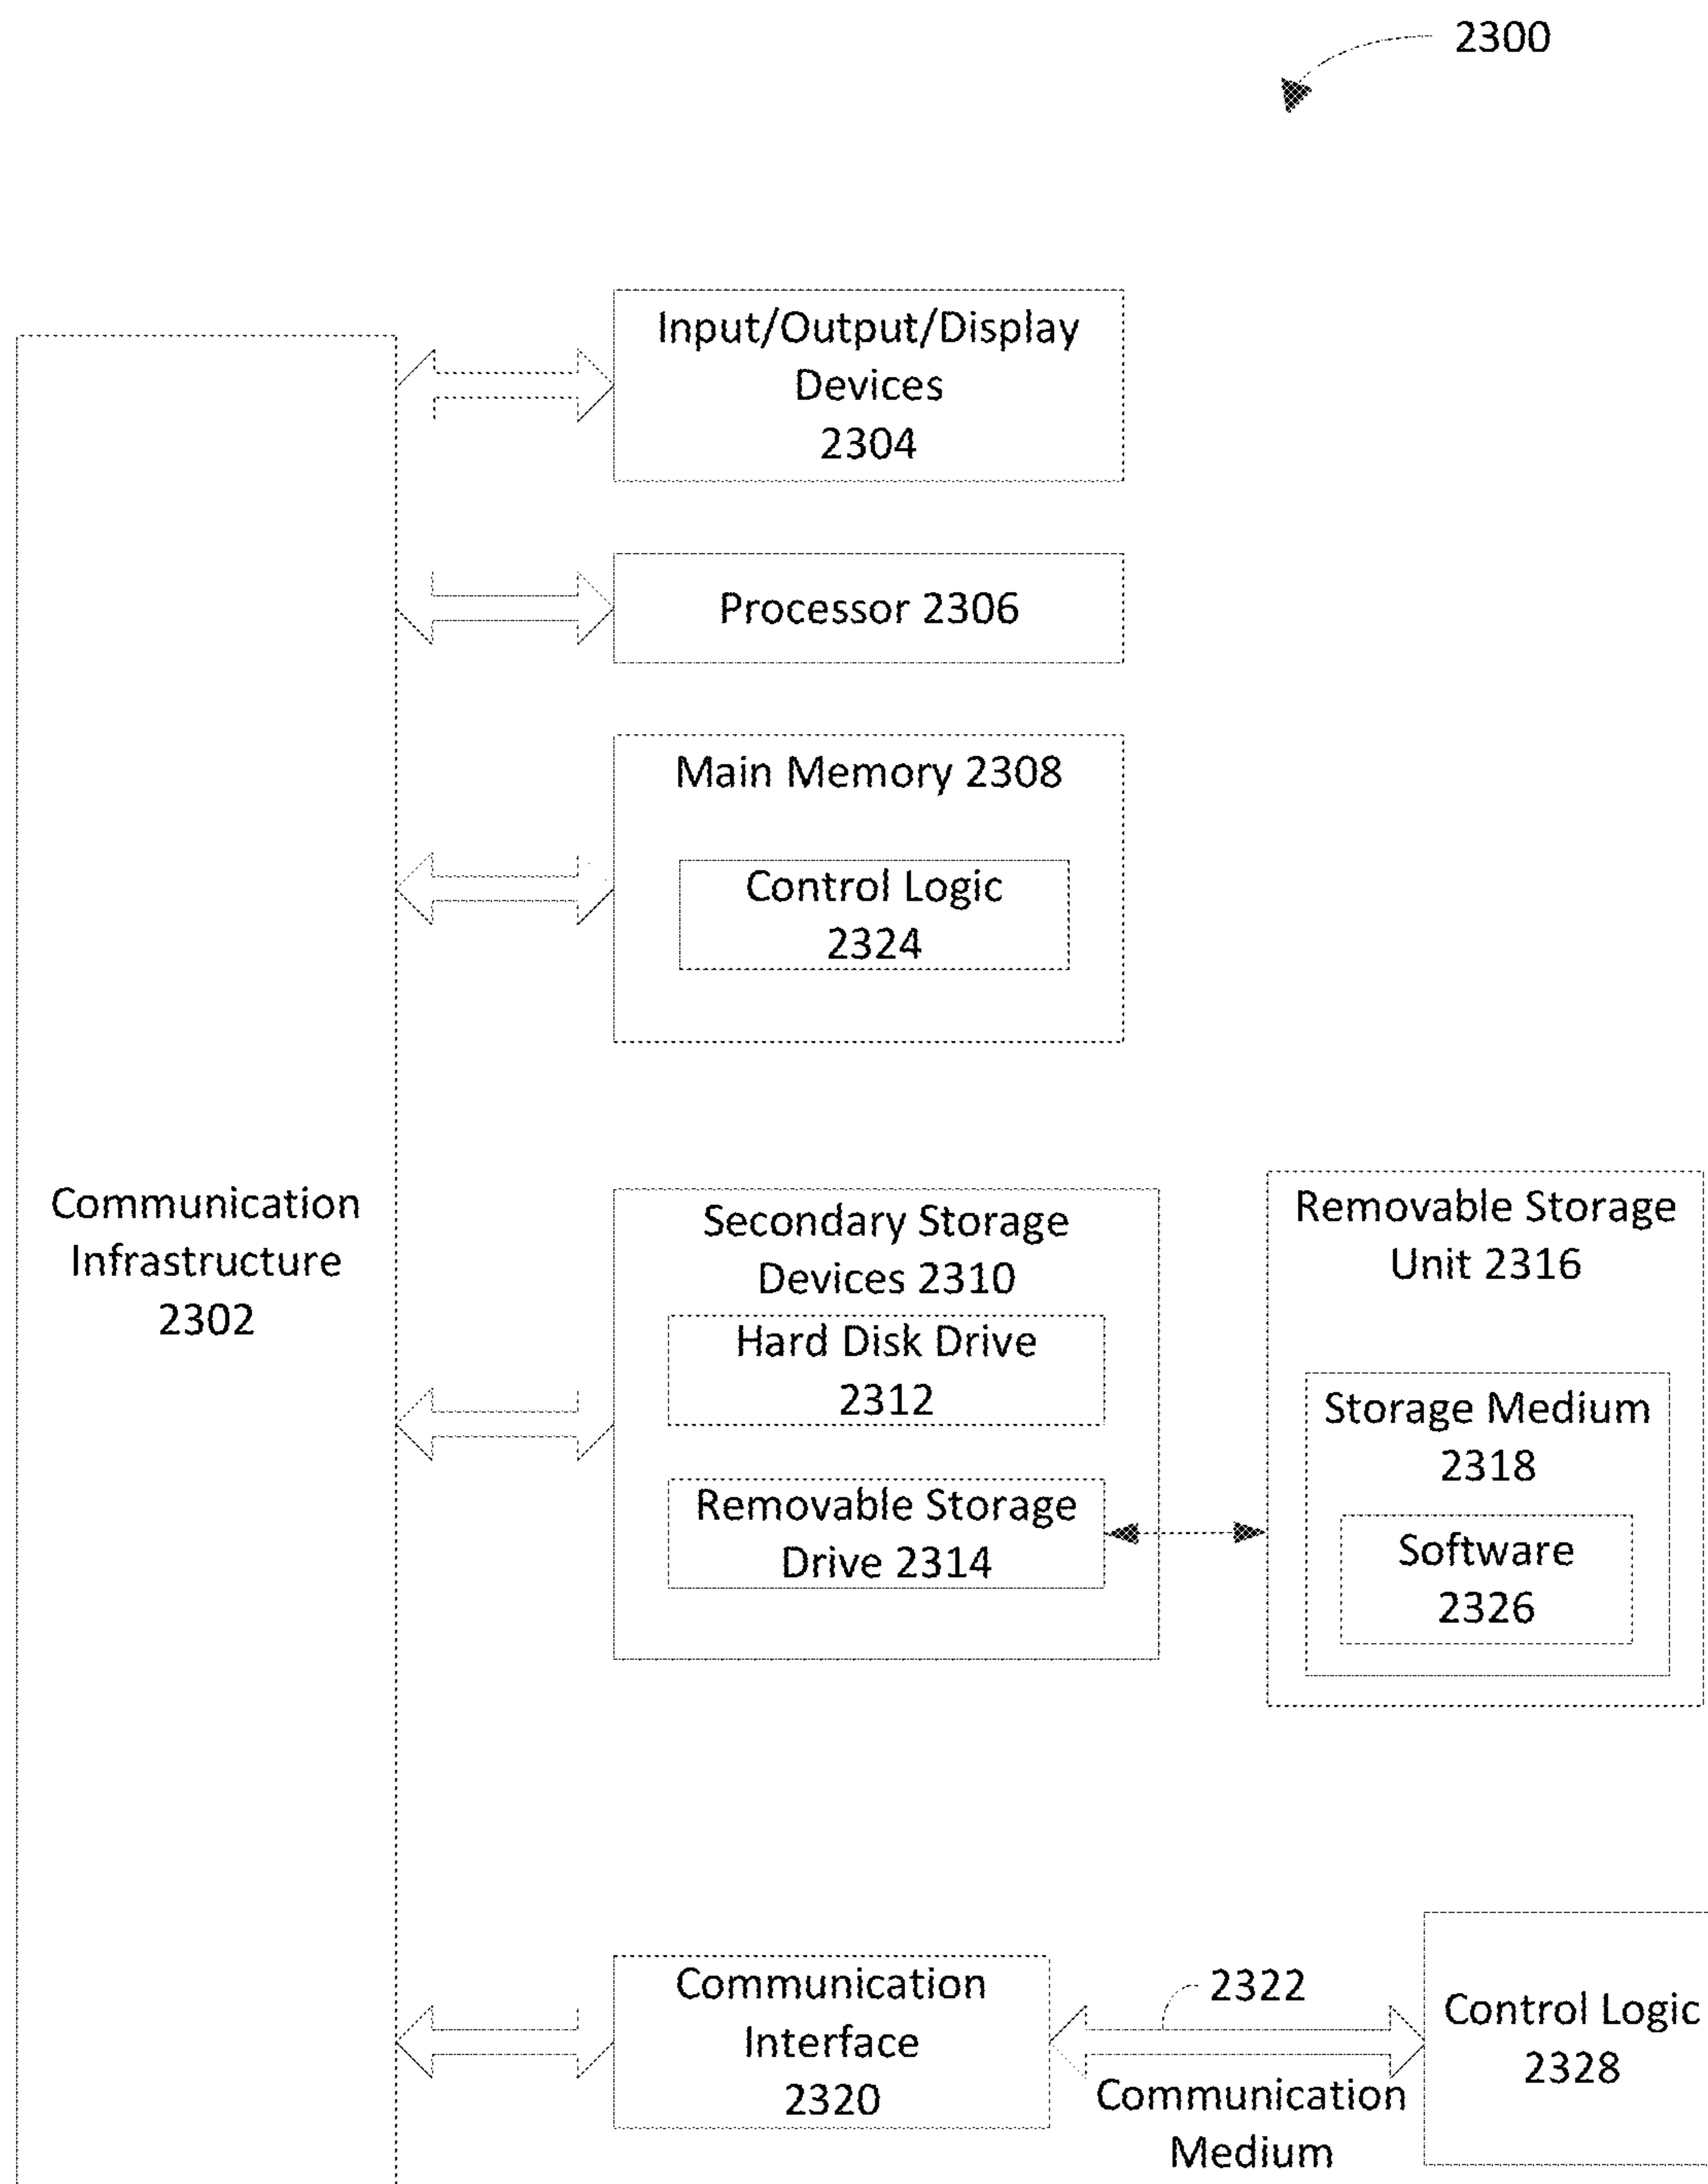 2300
Input/Output/Display
Devices
2304
Processor 2306
Main Memory 2308
Control Logic
2324
Communication
Infrastructure
2302
Secondary Storage
Devices 2310
Hard Disk Drive
2312
Removable Storage
Drive 2314
Removable Storage
Unit 2316
Storage Medium
2318
Software
2326
Communication
Interface
2320
2322
Communication
Medium
Control Logic
2328